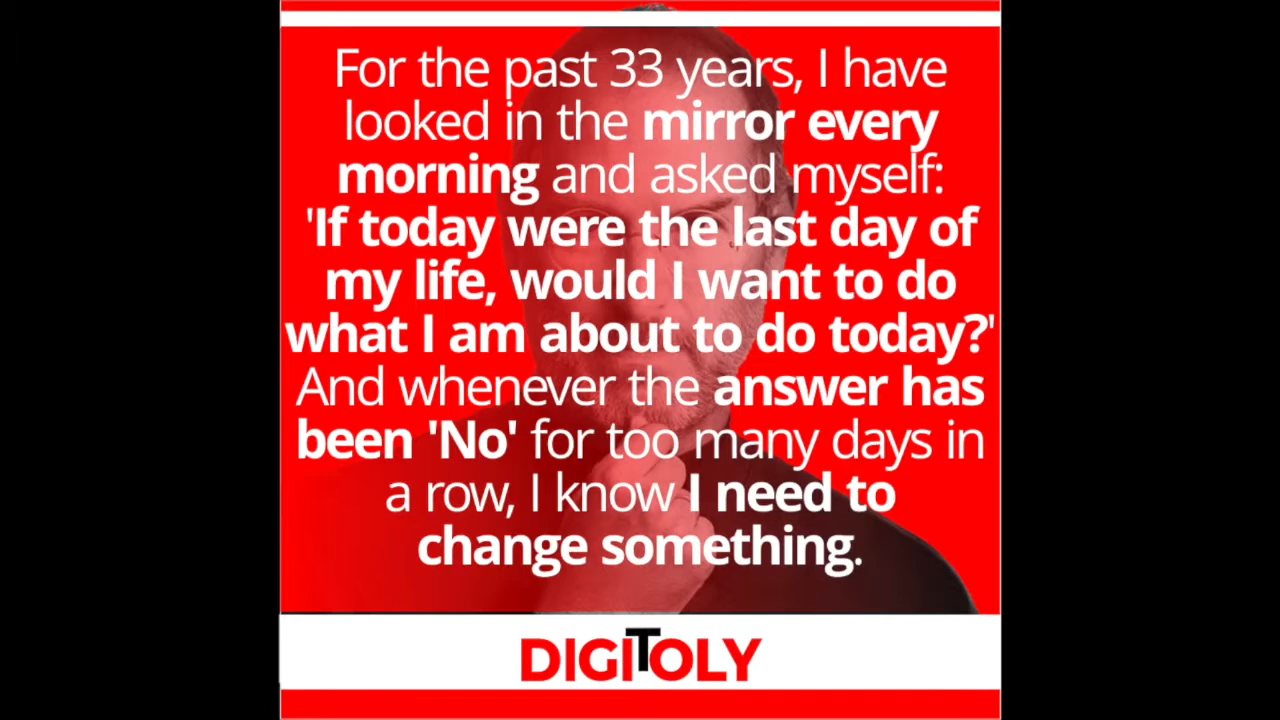 For the past 33 years, I have
looked in the mirror every
morning and asked myself:
'If today were the last day of
my life, would I want to do
what I am about to do today?'
And whenever the answer has
been 'No' for too many days in
a row, I know I need to
change something.
DIGITOLY